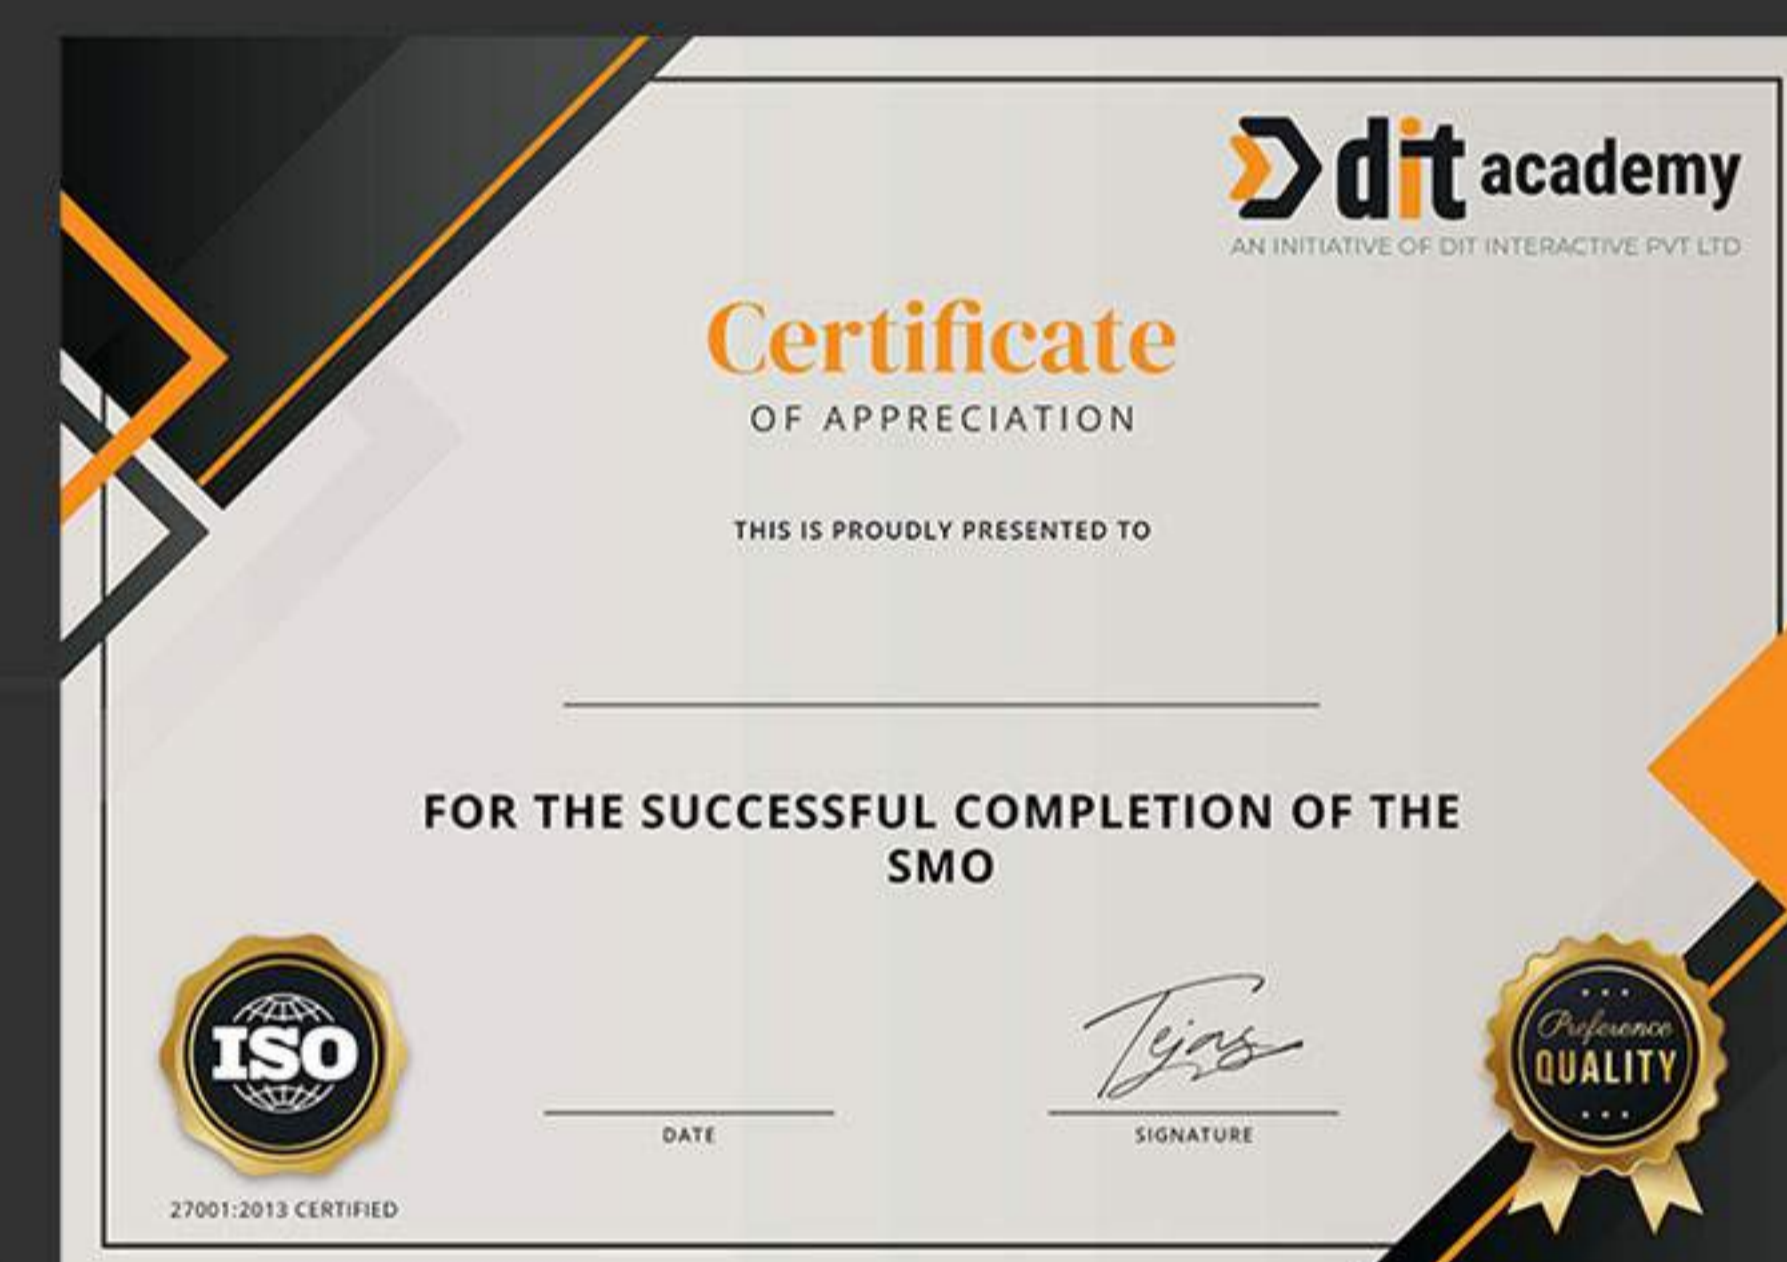 dit academy
AN INITIATIVE OF DIT INTERACTIVE PVT LTD
Certificate
OF APPRECIATION
THIS IS PROUDLY PRESENTED TO
FOR THE SUCCESSFUL COMPLETION OF THE
SMO
ISO
27001:2013 CERTIFIED
DATE
Tejas
SIGNATURE
Preference
QUALITY